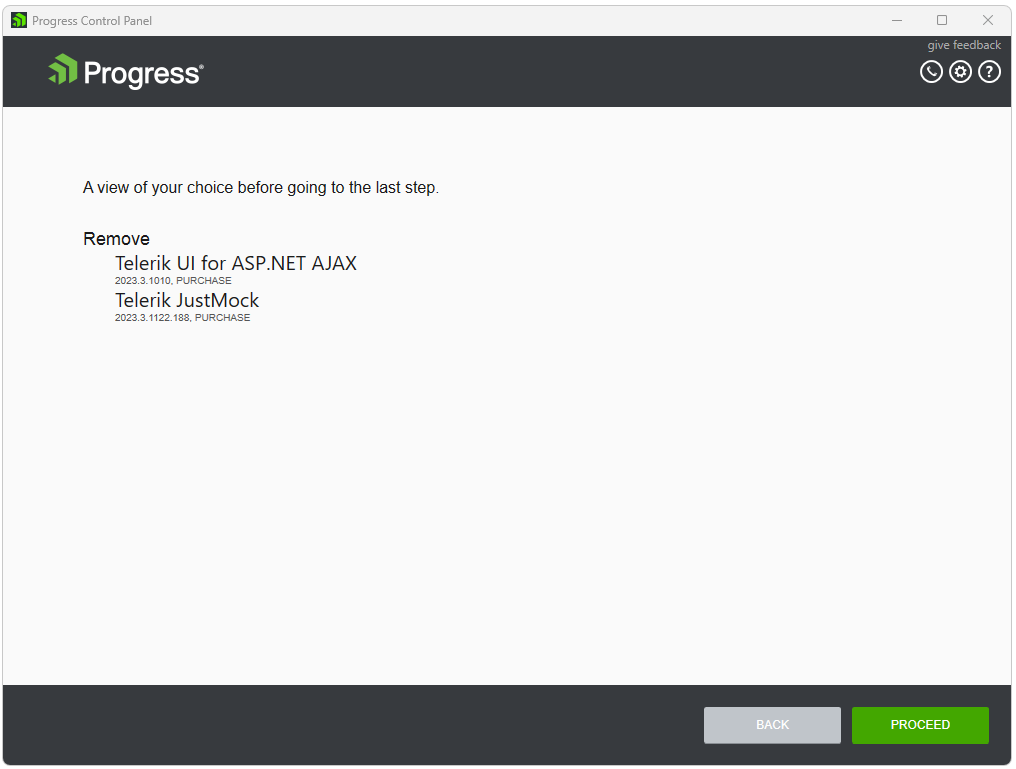 Progress Control Panel
give feedback
Progress®
?
A view of your choice before going to the last step.
Remove
Telerik UI for ASP.NET AJAX
2023.3.1010, PURCHASE
Telerik JustMock
2023.3.1122.188, PURCHASE
BACK
PROCEED